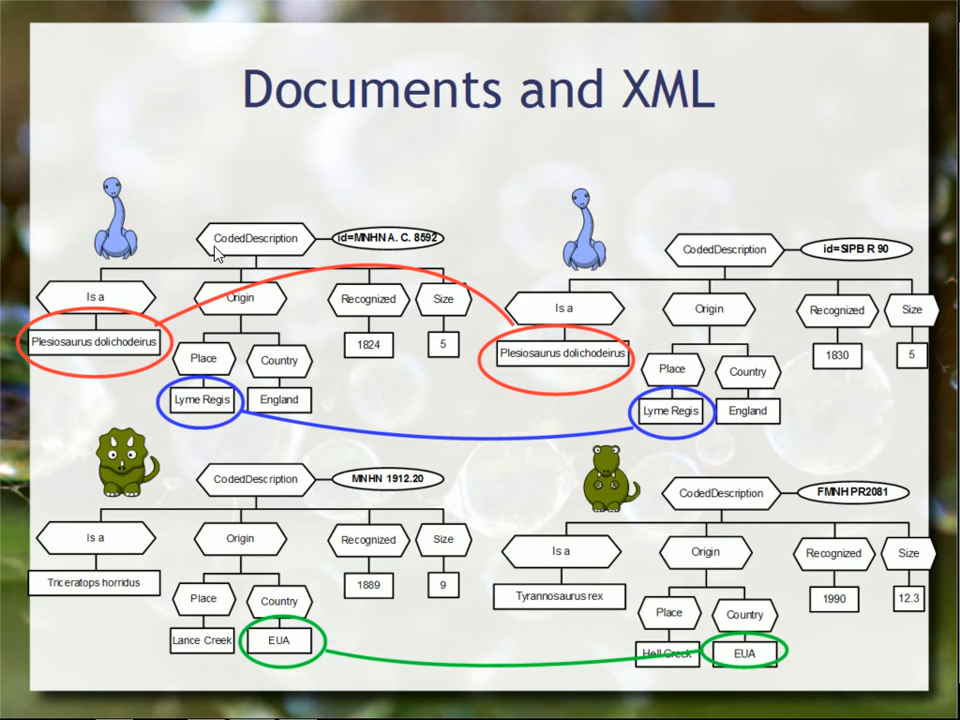 Documents and XML
CodedDescription
id=MNHN A. C. 8592
Is a
Origin
Recognized
Size
Plesiosaurus dolichodeirus
Place
Country
1824
5
Lyme Regis
England
CodedDescription
id=SIPB R 90
Is a
Origin
Recognized
Size
Plesiosaurus dolichodeirus
Place
Country
1830
5
Lyme Regis
England
CodedDescription
MNHN 1912.20
Is a
Origin
Recognized
Size
Triceratops horridus
Place
Country
1889
9
Lance Creek
EUA
CodedDescription
FMNH PR2081
Is a
Origin
Recognized
Size
Tyrannosaurus rex
Place
Country
1990
12.3
Hell Creek
EUA